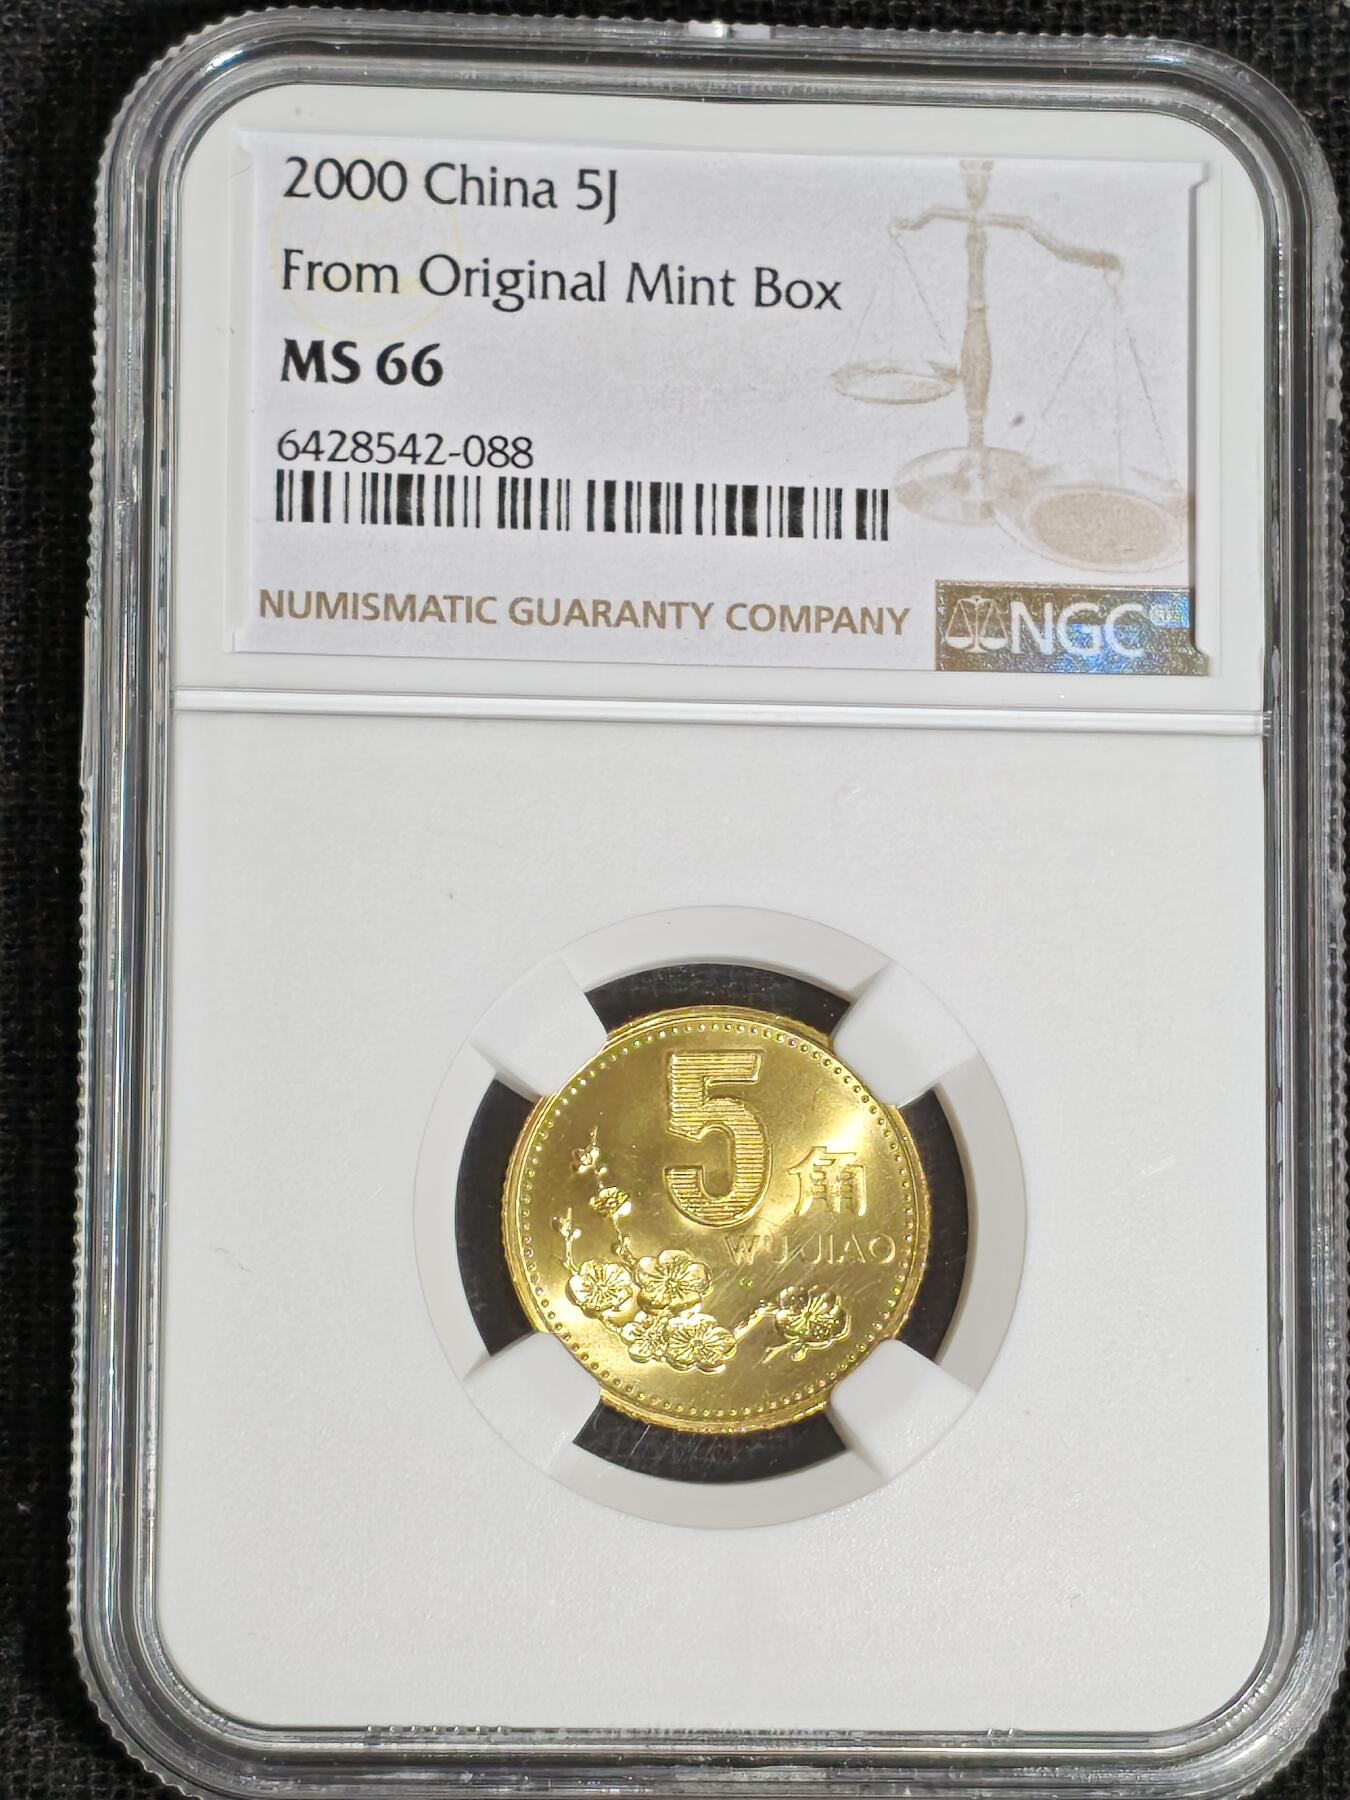 2000 China 5J
From Original Mint Box
MS 66
6428542-088
NUMISMATIC GUARANTY COMPANY
NGC
5
角
WU JIAO